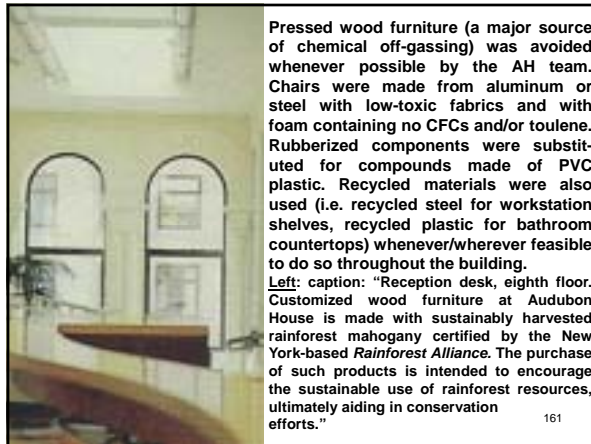 Pressed wood furniture (a major source
of chemical off-gassing) was avoided
whenever possible by the AH team.
Chairs were made from aluminum or
steel with low-toxic fabrics and with
foam containing no CFCs and/or toulene.
Rubberized components were substit-
uted for compounds made of PVC
plastic. Recycled materials were also
used (i.e. recycled steel for workstation
shelves, recycled plastic for bathroom
countertops) whenever/wherever feasible
to do so throughout the building.
Left: caption: “Reception desk, eighth floor.
Customized wood furniture at Audubon
House is made with sustainably harvested
rainforest mahogany certified by the New
York-based Rainforest Alliance. The purchase
of such products is intended to encourage
the sustainable use of rainforest resources,
ultimately aiding in conservation
efforts.”
161